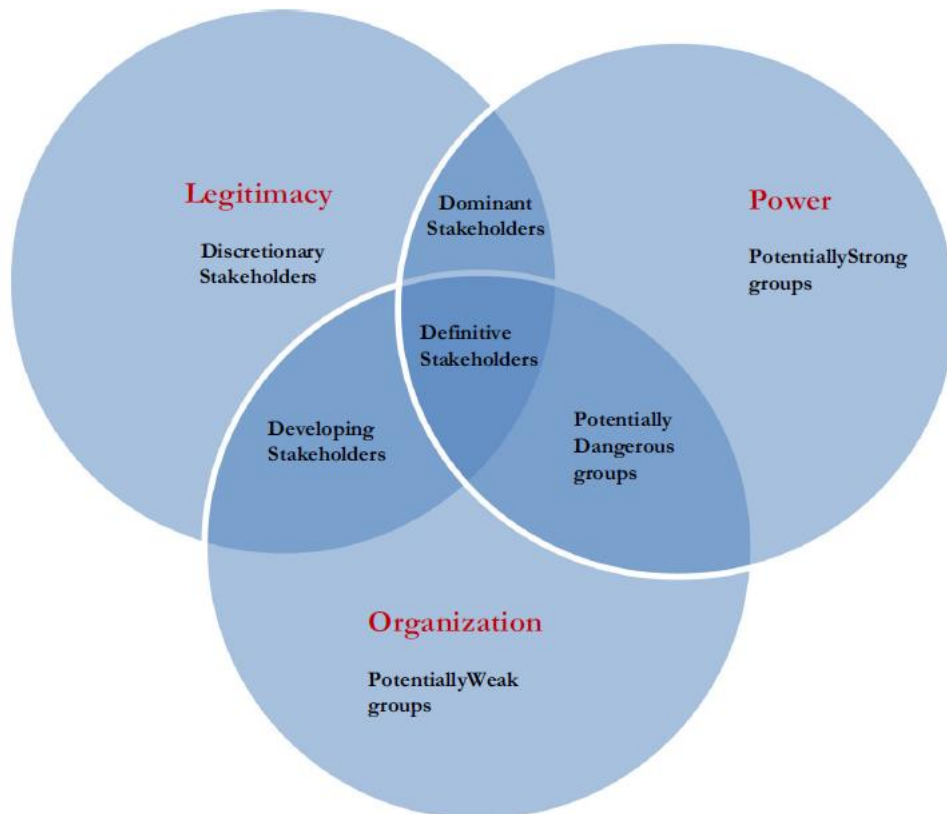 Legitimacy
Discretionary
Stakeholders
Dominant
Stakeholders
Power
PotentiallyStrong
groups
Definitive
Stakeholders
Developing
Stakeholders
Potentially
Dangerous
groups
Organization
PotentiallyWeak
groups